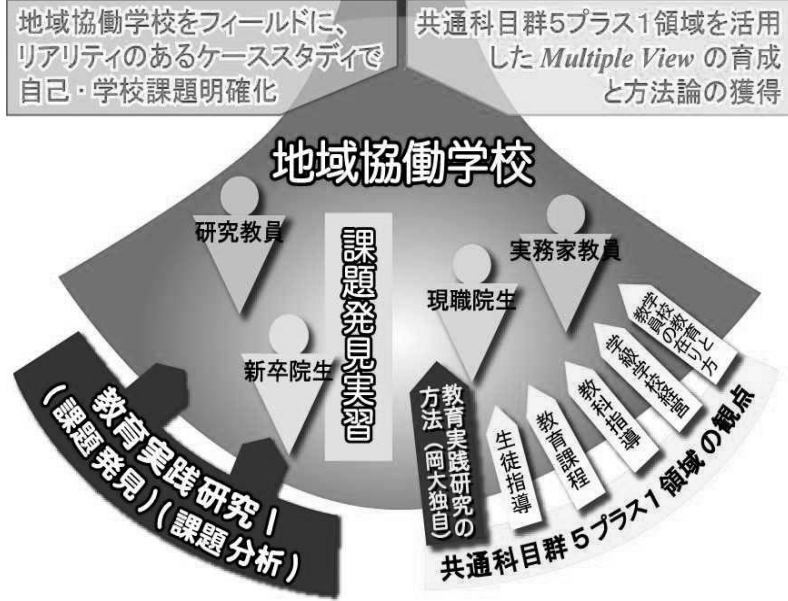 地域協働学校をフィールドに、
リアリティのあるケーススタディで
自己・学校課題明確化
共通科目群5プラス1領域を活用
した Multiple View の育成
と方法論の獲得
地域協働学校
研究教員
新卒院生
課題発見実習
現職院生
実務家教員
教育実践研究Ⅰ
(課題発見)(課題分析)
教育実践研究の
方法（岡大独自）
生徒指導
教育課程
教科指導
学級学校経営
学校教育と
教員の在り方
共通科目群5プラス1領域の観点